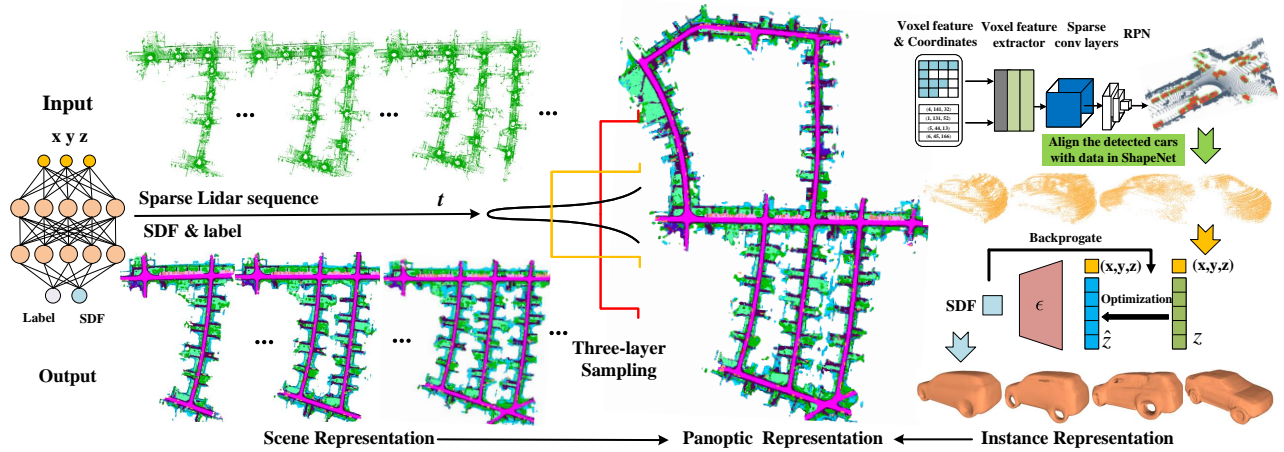 Input
x y z
Label
SDF
Output
...
...
...
Sparse Lidar sequence
t
SDF & label
...
...
...
Three-layer
Sampling
Voxel feature
& Coordinates
Voxel feature
extractor
Sparse
conv layers
RPN
(4, 141, 32)
(1, 131, 52)
(5, 44, 13)
(6, 45, 166)
Align the detected cars
with data in ShapeNet
Backprogate
(x,y,z)
(x,y,z)
SDF
ϵ
Optimization
ẑ
z
Scene Representation
Panoptic Representation
Instance Representation